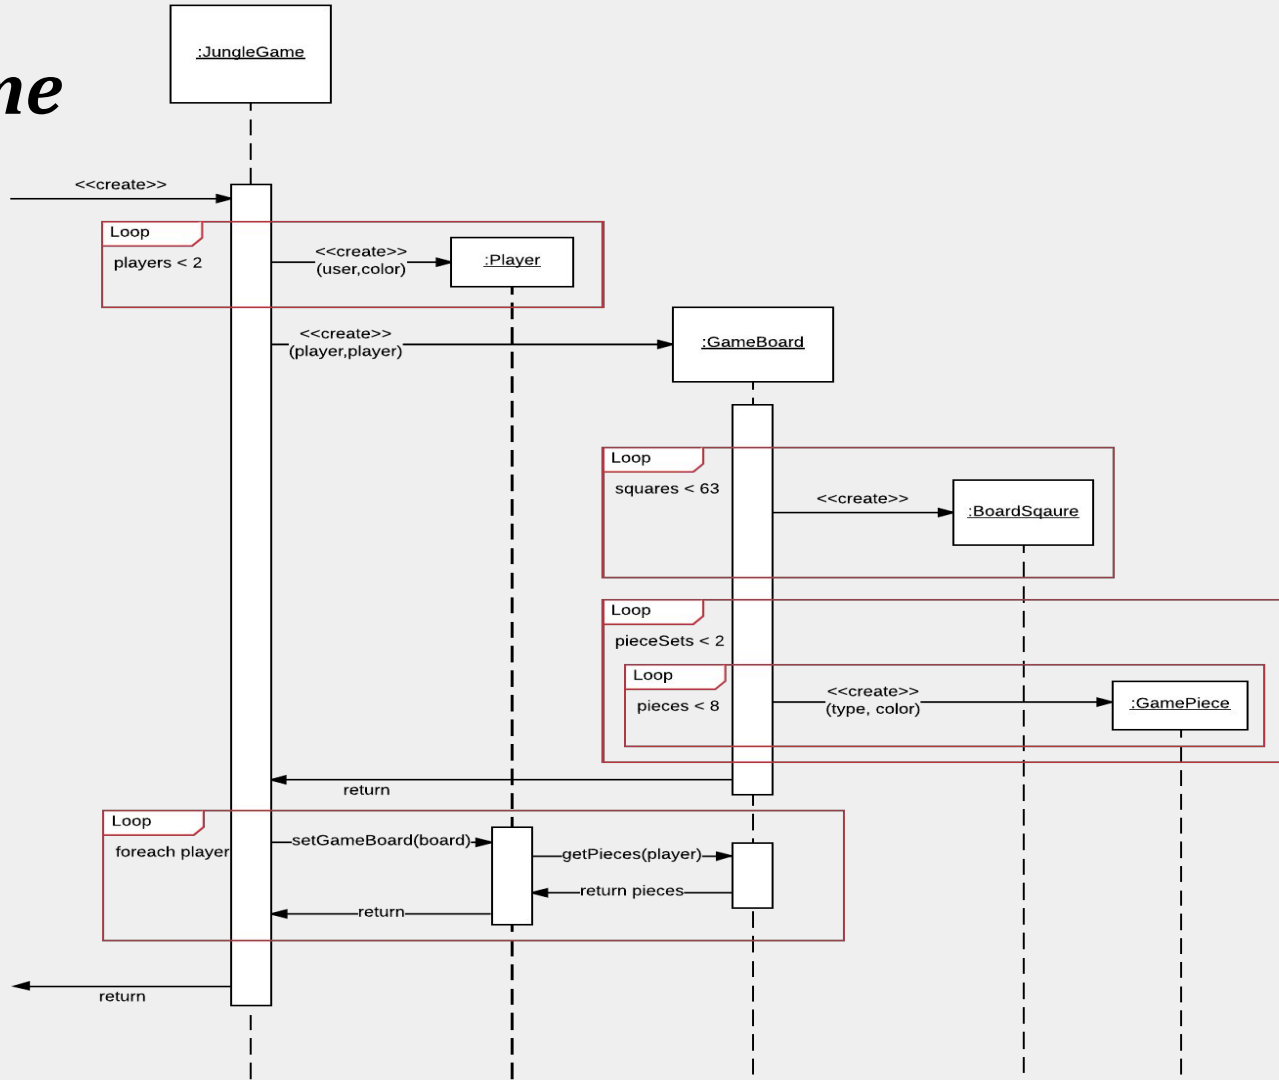 :JungleGame
ne
<<create>>
Loop
players < 2
<<create>>
(user,color)
:Player
<<create>>
(player,player)
:GameBoard
Loop
squares < 63
<<create>>
:BoardSqaure
Loop
pieceSets < 2
Loop
pieces < 8
<<create>>
(type, color)
:GamePiece
return
Loop
foreach player
setGameBoard(board)
getPieces(player)
return pieces
return
return